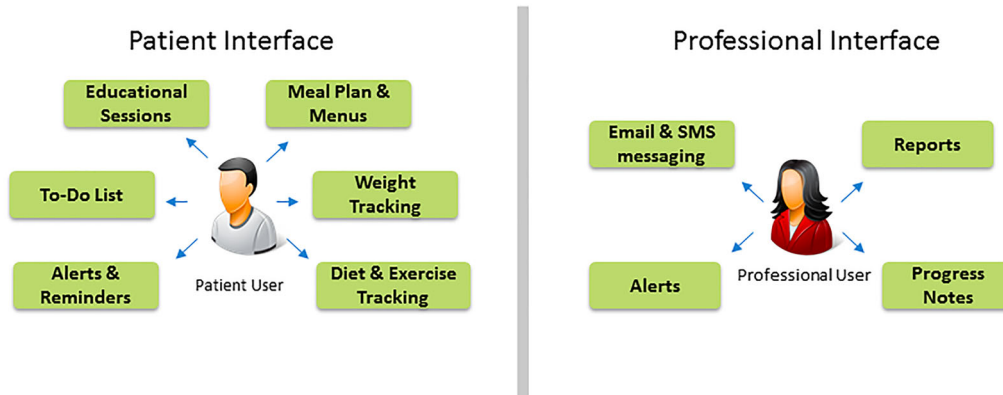 Patient Interface
Educational
Sessions
Meal Plan &
Menus
To-Do List
Weight
Tracking
Alerts &
Reminders
Patient User
Diet & Exercise
Tracking
Professional Interface
Email & SMS
messaging
Reports
Alerts
Professional User
Progress
Notes